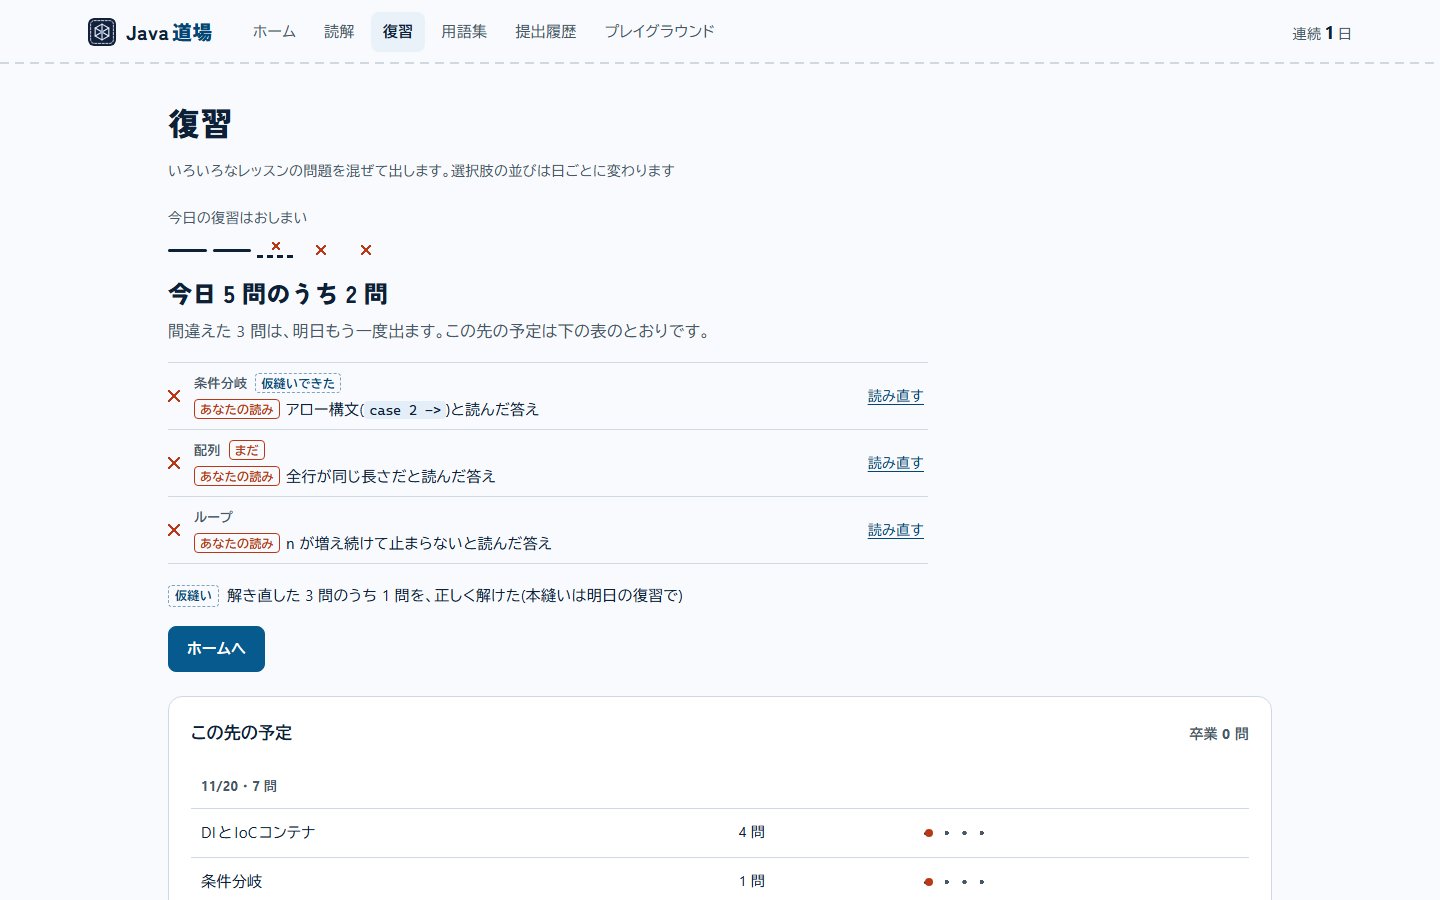 Java 道場 ホーム 読解 復習 用語集 提出履歴 プレイグラウンド 連続 1 日
復習
いろいろなレッスンの問題を混ぜて出します。選択肢の並びは日ごとに変わります
今日の復習はおしまい
今日 5 問のうち 2 問
間違えた 3 問は、明日もう一度出ます。この先の予定は下の表のとおりです。
条件分岐 仮縫いできた
あなたの読み アロー構文(case 2 ->)と読んだ答え 読み直す
配列 まだ
あなたの読み 全行が同じ長さだと読んだ答え 読み直す
ループ
あなたの読み n が増え続けて止まらないと読んだ答え 読み直す
仮縫い 解き直した 3 問のうち 1 問を、正しく解けた(本縫いは明日の復習で)
ホームへ
この先の予定 卒業 0 問
11/20・7 問
DIとIoCコンテナ 4 問
条件分岐 1 問